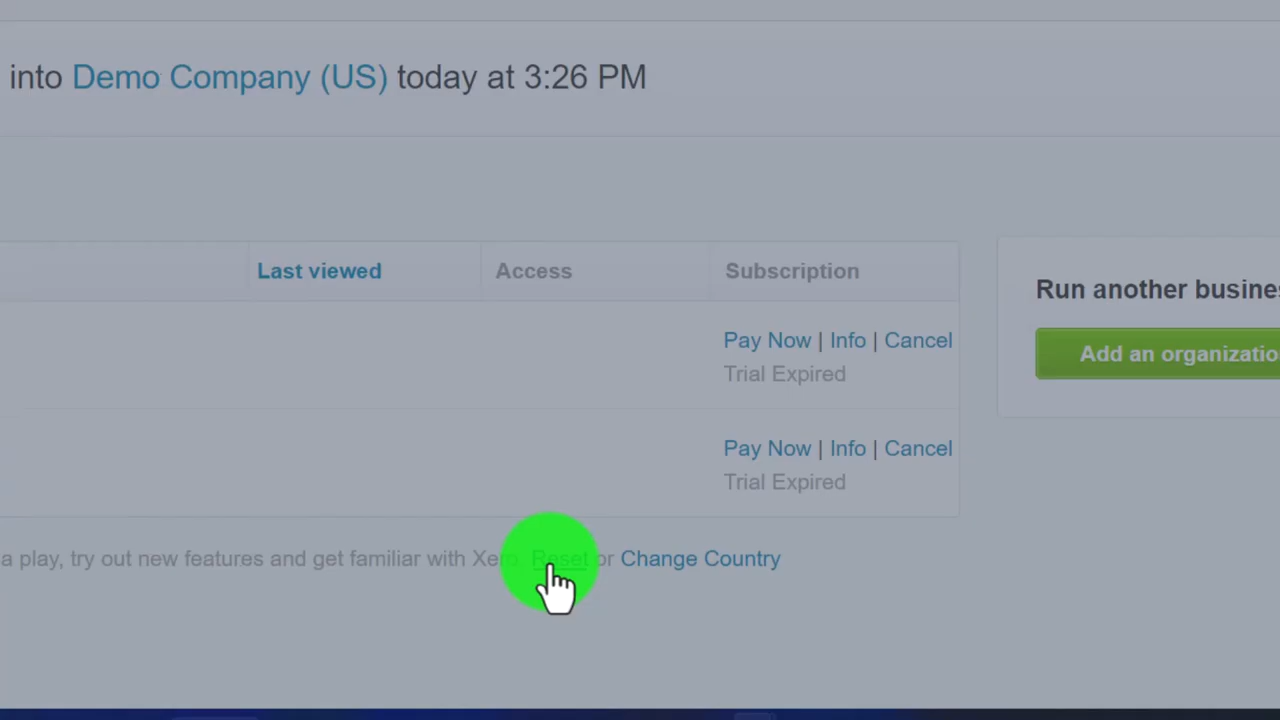 into Demo Company (US) today at 3:26 PM
Last viewed Access Subscription
Run another busine
Pay Now | Info | Cancel
Add an organizatio
Trial Expired
Pay Now | Info | Cancel
Trial Expired
a play, try out new features and get familiar with Xero. Reset or Change Country